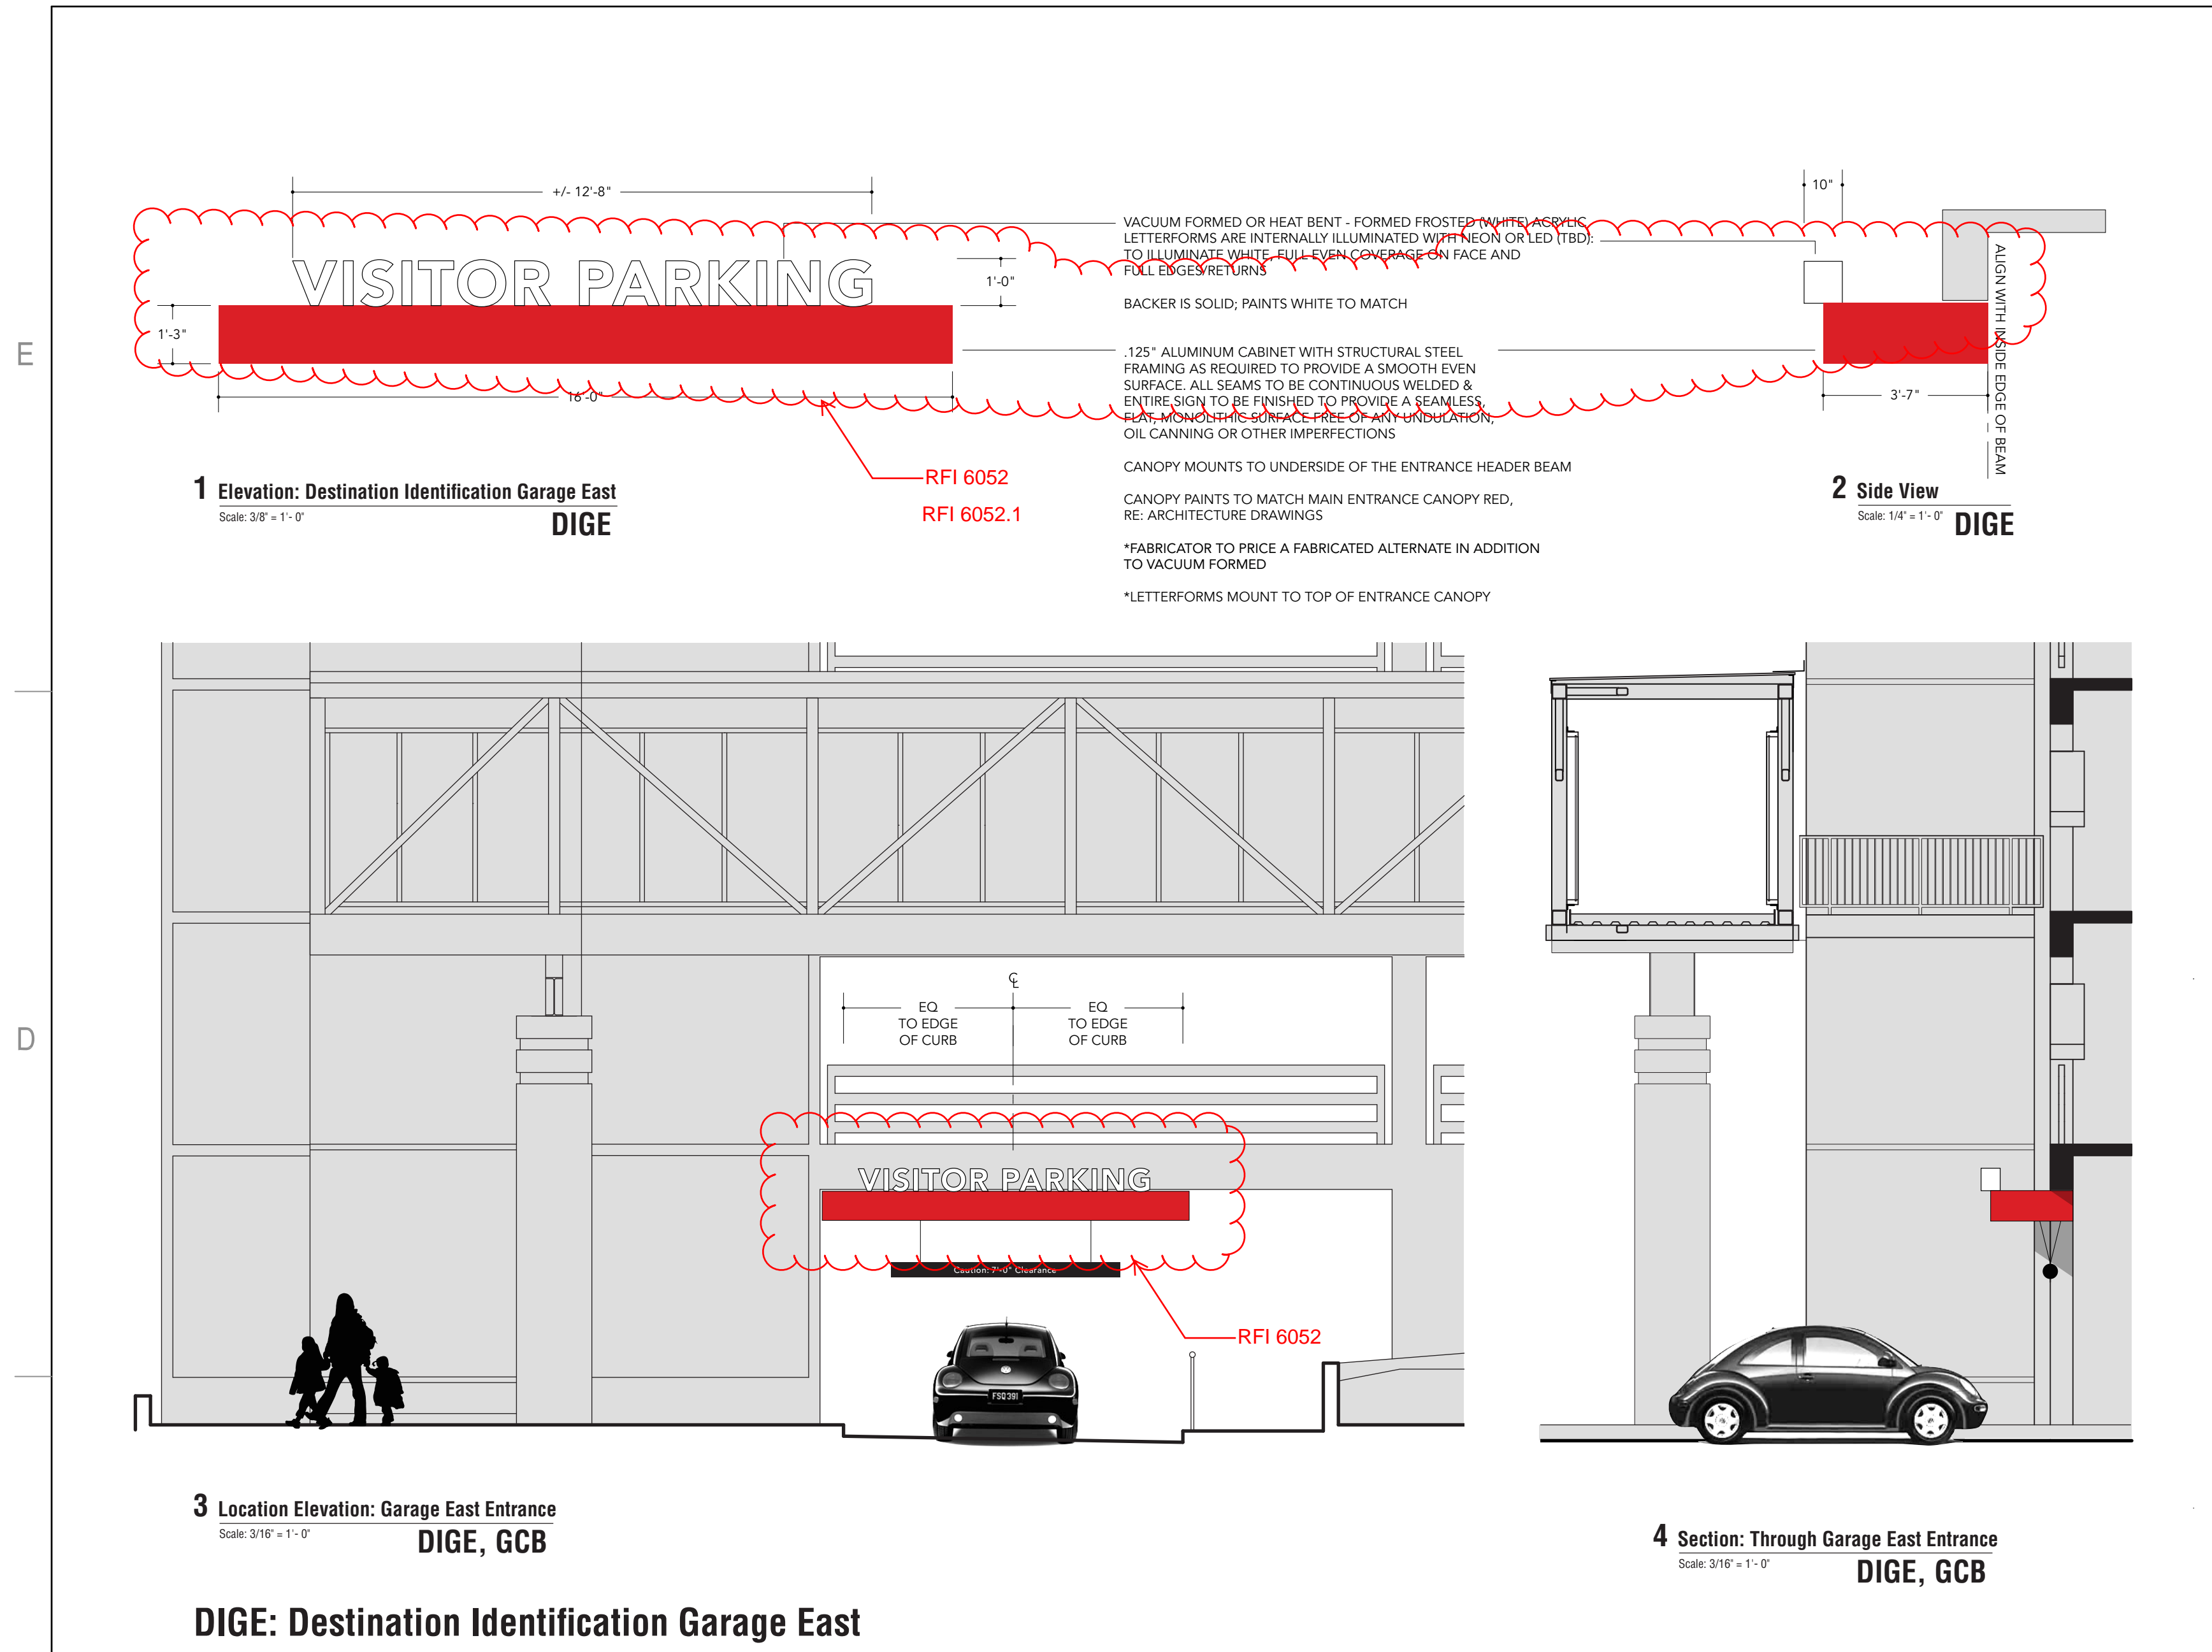 +/- 12'-8"
10"
VACUUM FORMED OR HEAT BENT - FORMED FROSTED (WHITE) ACRYLIC
LETTERFORMS ARE INTERNALLY ILLUMINATED WITH NEON OR LED (TBD):
TO ILLUMINATE WHITE, FULL EVEN COVERAGE ON FACE AND
FULL EDGES/RETURNS
BACKER IS SOLID; PAINTS WHITE TO MATCH
VISITOR PARKING
1'-0"
1'-3"
16'-0"
.125" ALUMINUM CABINET WITH STRUCTURAL STEEL
FRAMING AS REQUIRED TO PROVIDE A SMOOTH EVEN
SURFACE. ALL SEAMS TO BE CONTINUOUS WELDED &
ENTIRE SIGN TO BE FINISHED TO PROVIDE A SEAMLESS,
FLAT, MONOLITHIC SURFACE FREE OF ANY UNDULATION,
OIL CANNING OR OTHER IMPERFECTIONS
CANOPY MOUNTS TO UNDERSIDE OF THE ENTRANCE HEADER BEAM
CANOPY PAINTS TO MATCH MAIN ENTRANCE CANOPY RED,
RE: ARCHITECTURE DRAWINGS
*FABRICATOR TO PRICE A FABRICATED ALTERNATE IN ADDITION
TO VACUUM FORMED
*LETTERFORMS MOUNT TO TOP OF ENTRANCE CANOPY
ALIGN WITH INSIDE EDGE OF BEAM
3'-7"
E
RFI 6052
RFI 6052.1
1 Elevation: Destination Identification Garage East
Scale: 3/8" = 1'- 0"
DIGE
2 Side View
Scale: 1/4" = 1'- 0"
DIGE
D
℄
EQ
TO EDGE
OF CURB
EQ
TO EDGE
OF CURB
VISITOR PARKING
Caution: 7'-0" Clearance
RFI 6052
FSQ 391
3 Location Elevation: Garage East Entrance
Scale: 3/16" = 1'- 0"
DIGE, GCB
4 Section: Through Garage East Entrance
Scale: 3/16" = 1'- 0"
DIGE, GCB
DIGE: Destination Identification Garage East